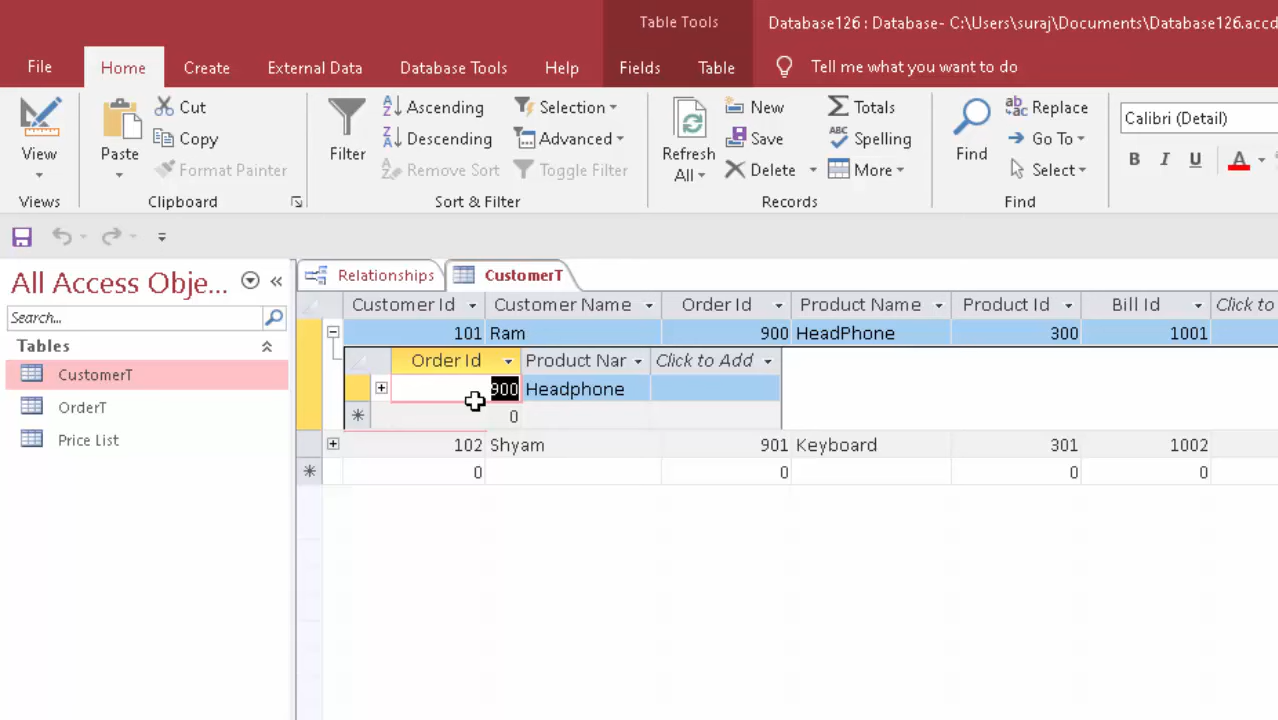 Table Tools
Database126 : Database- C:\Users\suraj\Documents\Database126.accd
File Home Create External Data Database Tools Help Fields Table Tell me what you want to do
View
Views
Paste
Cut
Copy
Format Painter
Clipboard
Filter
Ascending
Descending
Remove Sort
Selection
Advanced
Toggle Filter
Sort & Filter
Refresh
All
New
Save
Delete
Totals
Spelling
More
Records
Find
Replace
Go To
Select
Find
Calibri (Detail)
B I U A
All Access Obje...
Search...
Tables
CustomerT
OrderT
Price List
Relationships CustomerT
Customer Id Customer Name Order Id Product Name Product Id Bill Id Click to
101 Ram 900 HeadPhone 300 1001
Order Id Product Nar Click to Add
900 Headphone
0
102 Shyam 901 Keyboard 301 1002
0 0 0 0